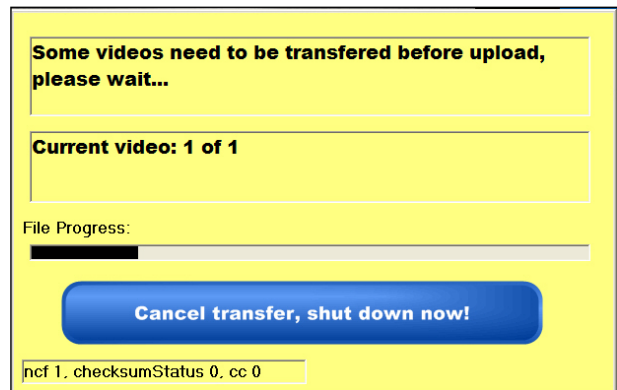 Some videos need to be transfered before upload,
please wait...
Current video: 1 of 1
File Progress:
Cancel transfer, shut down now!
ncf 1, checksumStatus 0, cc 0